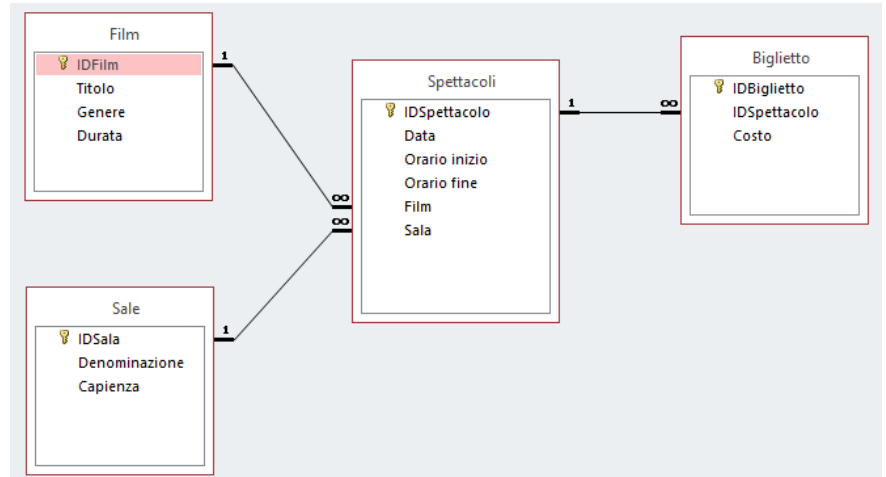 Film
IDFilm
Titolo
Genere
Durata
1
∞
Spettacoli
IDSpettacolo
Data
Orario inizio
Orario fine
Film
Sala
1
∞
Biglietto
IDBiglietto
IDSpettacolo
Costo
Sale
IDSala
Denominazione
Capienza
1
∞